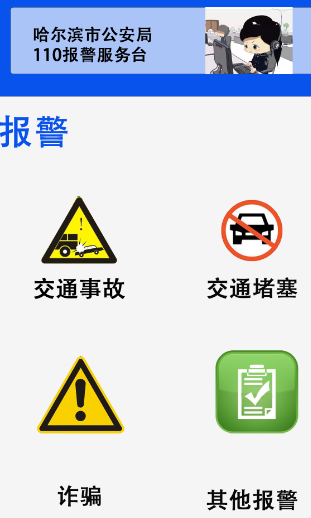 哈尔滨市公安局
110报警服务台
报警
交通事故
交通堵塞
诈骗
其他报警